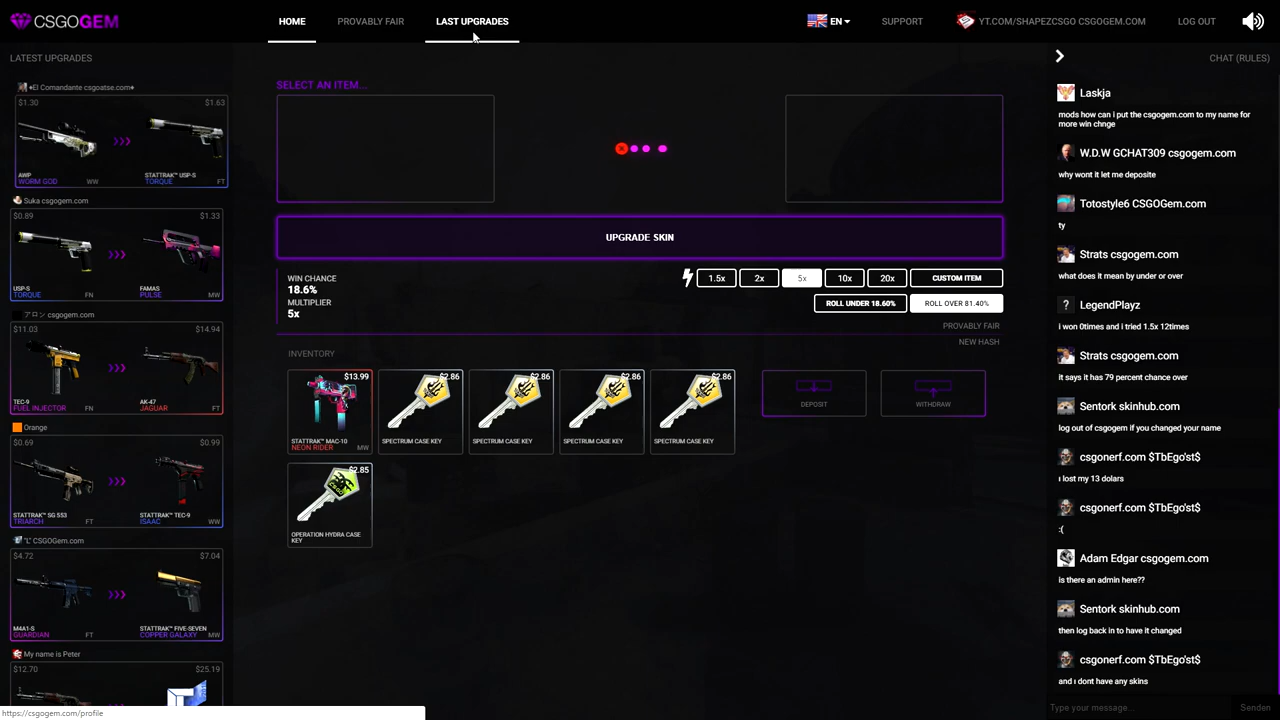 CSGOGEM
HOME
PROVABLY FAIR
LAST UPGRADES
EN
SUPPORT
YT.COM/SHAPEZCSGO CSGOGEM.COM
LOG OUT
LATEST UPGRADES
♦El Comandante csgoatse.com♦
$1.30
$1.63
AWP
WORM GOD
WW
STATTRAK™ USP-S
TORQUE
FT
Suka csgogem.com
$0.89
$1.33
USP-S
TORQUE
FN
FAMAS
PULSE
MW
アロン csgogem.com
$11.03
$14.94
TEC-9
FUEL INJECTOR
FN
AK-47
JAGUAR
FT
Orange
$0.69
$0.99
STATTRAK™ SG 553
TRIARCH
FT
STATTRAK™ TEC-9
ISAAC
WW
"L" CSGOGem.com
$4.72
$7.04
M4A1-S
GUARDIAN
FT
STATTRAK™ FIVE-SEVEN
COPPER GALAXY
MW
My name is Peter
$12.70
$25.19
https://csgogem.com/profile
SELECT AN ITEM...
UPGRADE SKIN
WIN CHANCE
18.6%
MULTIPLIER
5x
1.5x
2x
5x
10x
20x
CUSTOM ITEM
ROLL UNDER 18.60%
ROLL OVER 81.40%
PROVABLY FAIR
NEW HASH
INVENTORY
$13.99
STATTRAK™ MAC-10
NEON RIDER
MW
$2.86
SPECTRUM CASE KEY
$2.86
SPECTRUM CASE KEY
$2.86
SPECTRUM CASE KEY
$2.86
SPECTRUM CASE KEY
DEPOSIT
WITHDRAW
$2.85
OPERATION HYDRA CASE
KEY
CHAT (RULES)
Laskja
mods how can i put the csgogem.com to my name for
more win chnge
W.D.W GCHAT309 csgogem.com
why wont it let me deposite
Totostyle6 CSGOGem.com
ty
Strats csgogem.com
what does it mean by under or over
LegendPlayz
i won 0times and i tried 1.5x 12times
Strats csgogem.com
it says it has 79 percent chance over
Sentork skinhub.com
log out of csgogem if you changed your name
csgonerf.com $TbEgo'st$
ı lost my 13 dolars
csgonerf.com $TbEgo'st$
:(
Adam Edgar csgogem.com
is there an admin here??
Sentork skinhub.com
then log back in to have it changed
csgonerf.com $TbEgo'st$
and ı dont have any skins
Type your message...
Senden